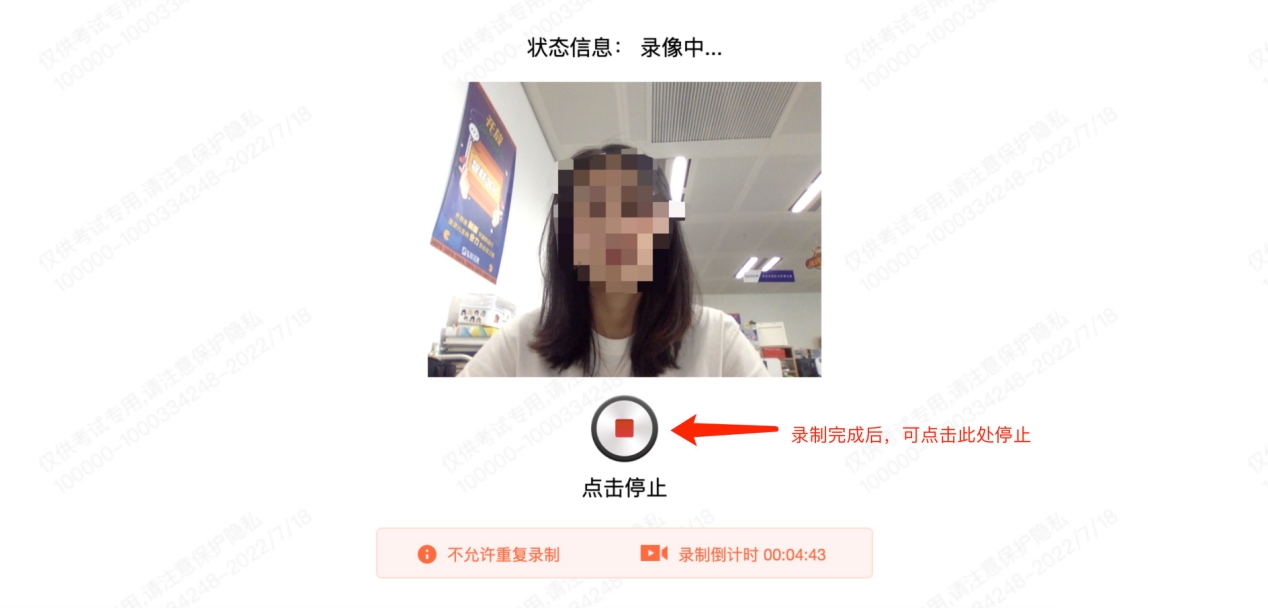 仅供考试专用,请注意保护隐私
100000-1000334248-2022/7/18
状态信息： 录像中...
开放
录制完成后，可点击此处停止
点击停止
不允许重复录制
录制倒计时 00:04:43